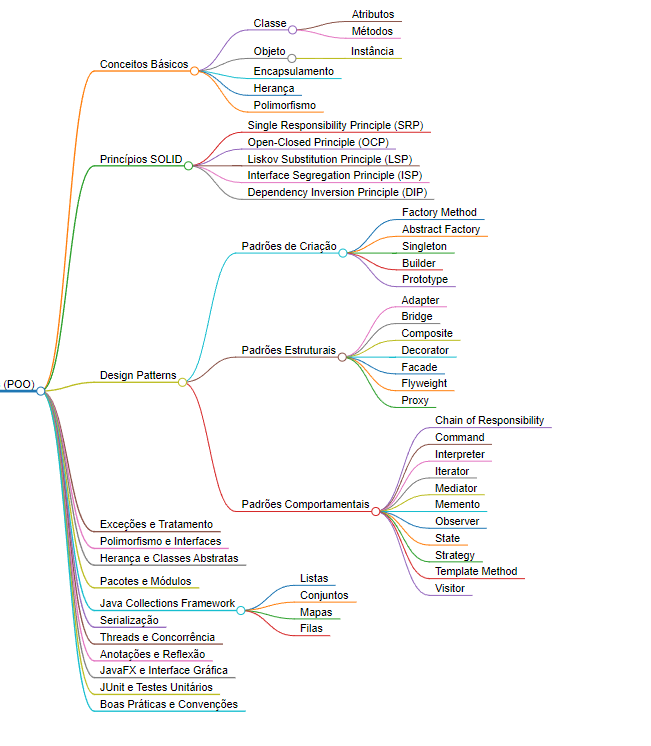 (POO)
Conceitos Básicos
Classe
Atributos
Métodos
Objeto
Instância
Encapsulamento
Herança
Polimorfismo
Princípios SOLID
Single Responsibility Principle (SRP)
Open-Closed Principle (OCP)
Liskov Substitution Principle (LSP)
Interface Segregation Principle (ISP)
Dependency Inversion Principle (DIP)
Design Patterns
Padrões de Criação
Factory Method
Abstract Factory
Singleton
Builder
Prototype
Padrões Estruturais
Adapter
Bridge
Composite
Decorator
Facade
Flyweight
Proxy
Padrões Comportamentais
Chain of Responsibility
Command
Interpreter
Iterator
Mediator
Memento
Observer
State
Strategy
Template Method
Visitor
Exceções e Tratamento
Polimorfismo e Interfaces
Herança e Classes Abstratas
Pacotes e Módulos
Java Collections Framework
Listas
Conjuntos
Mapas
Filas
Serialização
Threads e Concorrência
Anotações e Reflexão
JavaFX e Interface Gráfica
JUnit e Testes Unitários
Boas Práticas e Convenções